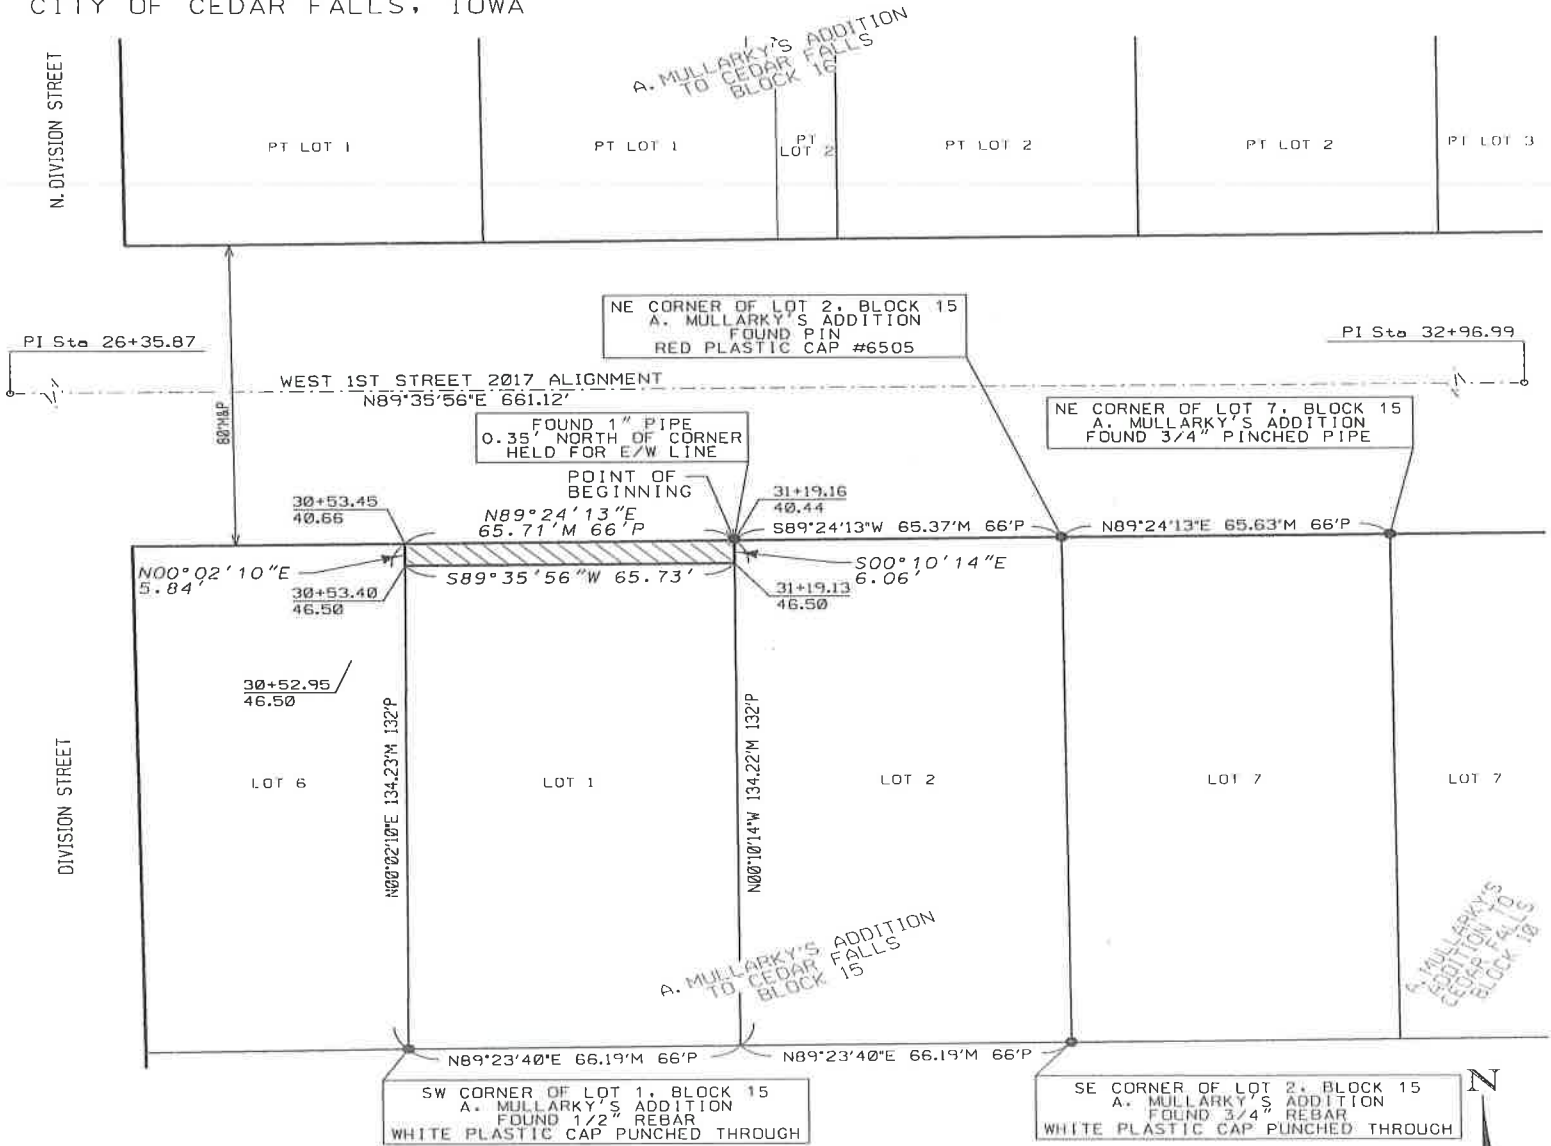 CITY OF CEDAR FALLS, IOWA
A. MULLARKY'S ADDITION
TO CEDAR FALLS
BLOCK 16
N. DIVISION STREET
PT LOT 1
PT LOT 1
PT
LOT 2
PT LOT 2
PT LOT 2
PT LOT 3
NE CORNER OF LOT 2, BLOCK 15
A. MULLARKY'S ADDITION
FOUND PIN
RED PLASTIC CAP #6505
PI Sta 26+35.87
PI Sta 32+96.99
WEST 1ST STREET 2017 ALIGNMENT
N89°35'56"E 661.12'
80'M&P
FOUND 1" PIPE
0.35' NORTH OF CORNER
HELD FOR E/W LINE
NE CORNER OF LOT 7, BLOCK 15
A. MULLARKY'S ADDITION
FOUND 3/4" PINCHED PIPE
POINT OF
BEGINNING
30+53.45
40.66
N89°24'13"E
65.71'M 66'P
31+19.16
40.44
S89°24'13"W 65.37'M 66'P
N89°24'13"E 65.63'M 66'P
N00°02'10"E
5.84'
S89°35'56"W 65.73'
S00°10'14"E
6.06'
30+53.40
46.50
31+19.13
46.50
30+52.95
46.50
N00°02'10"E 134.23'M 132'P
N00°10'14"W 134.22'M 132'P
DIVISION STREET
LOT 6
LOT 1
LOT 2
LOT 7
LOT 7
A. MULLARKY'S ADDITION
TO CEDAR FALLS
BLOCK 15
A. MULLARKY'S
ADDITION TO
CEDAR FALLS
BLOCK 10
N89°23'40"E 66.19'M 66'P
N89°23'40"E 66.19'M 66'P
SW CORNER OF LOT 1, BLOCK 15
A. MULLARKY'S ADDITION
FOUND 1/2" REBAR
WHITE PLASTIC CAP PUNCHED THROUGH
SE CORNER OF LOT 2, BLOCK 15
A. MULLARKY'S ADDITION
FOUND 3/4" REBAR
WHITE PLASTIC CAP PUNCHED THROUGH
N